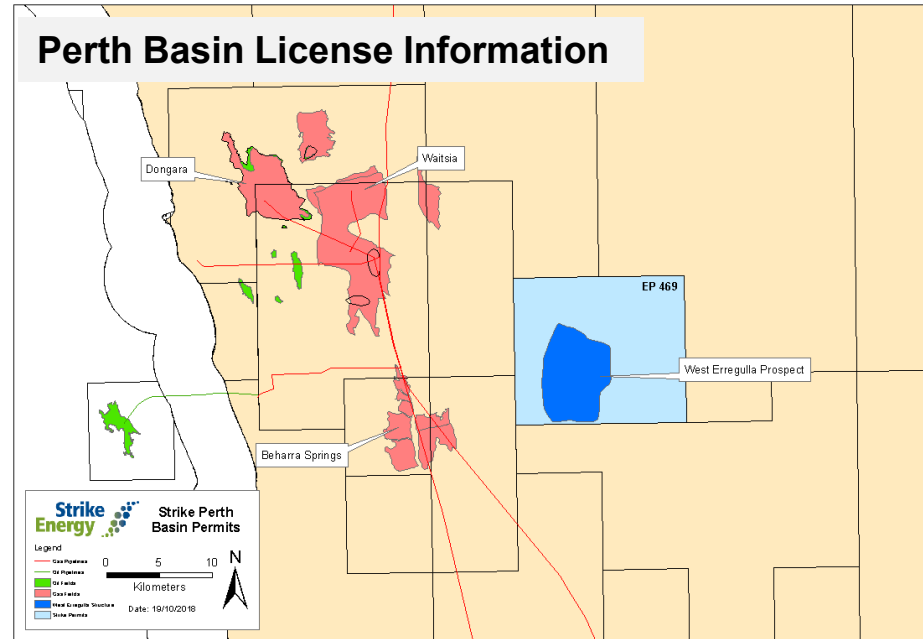 Perth Basin License Information
Dongara
Waitsia
EP 469
West Erregulla Prospect
Beharra Springs
Strike
Energy
Strike Perth
Basin Permits
Legend
Gas Pipelines
Oil Pipelines
Oil Fields
Gas Fields
West Erregulla Structure
Strike Permits
0 5 10
Kilometers
Date: 19/10/2018
N